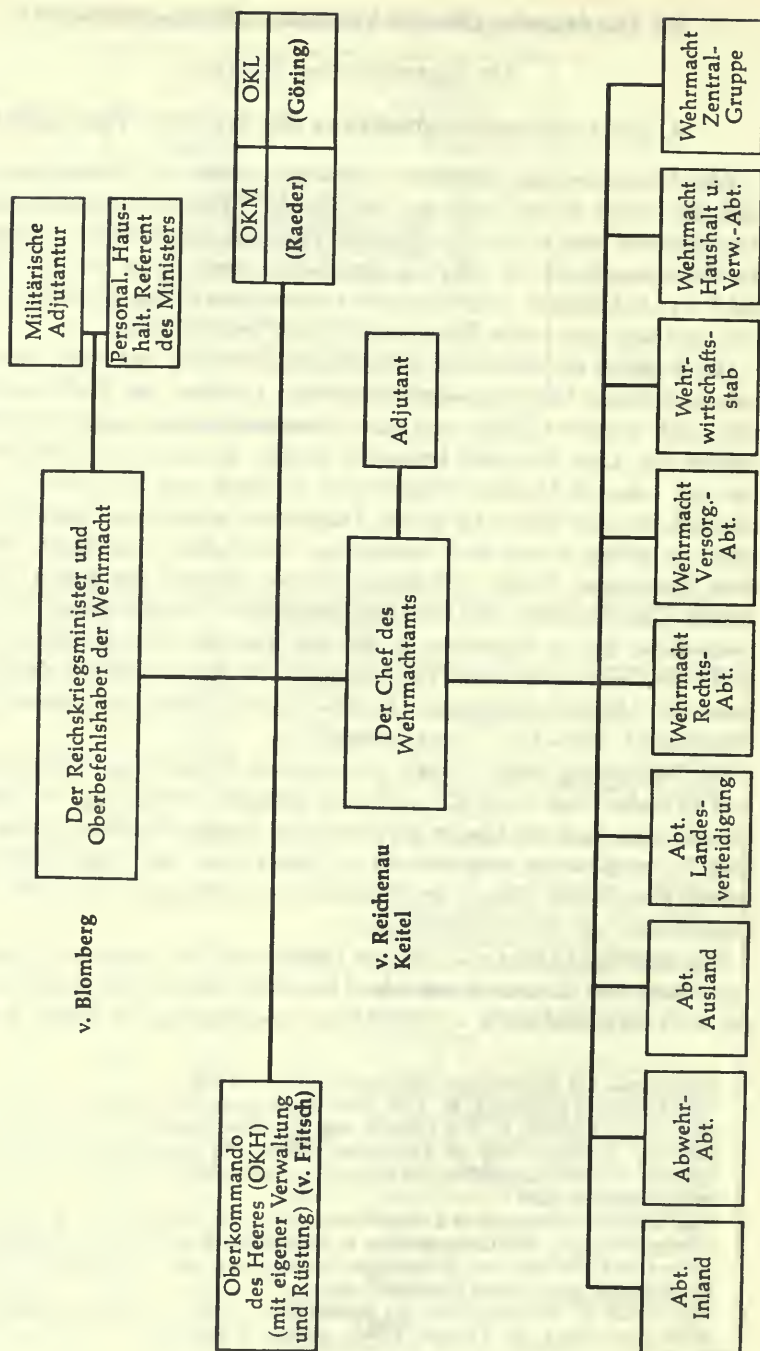 Militärische
Adjutantur
Personal. Haus-
halt. Referent
des Ministers
Der Reichskriegsminister und
Oberbefehlshaber der Wehrmacht
v. Blomberg
Oberkommando
des Heeres (OKH)
(mit eigener Verwaltung
und Rüstung) (v. Fritsch)
OKM
(Raeder)
OKL
(Göring)
Adjutant
Der Chef des
Wehrmachtamts
v. Reichenau
Keitel
Abt.
Inland
Abwehr-
Abt.
Abt.
Ausland
Abt.
Landes-
verteidigung
Wehrmacht
Rechts-
Abt.
Wehrmacht
Versorg.-
Abt.
Wehr-
wirtschafts-
stab
Wehrmacht
Haushalt u.
Verw.-Abt.
Wehrmacht
Zentral-
Gruppe